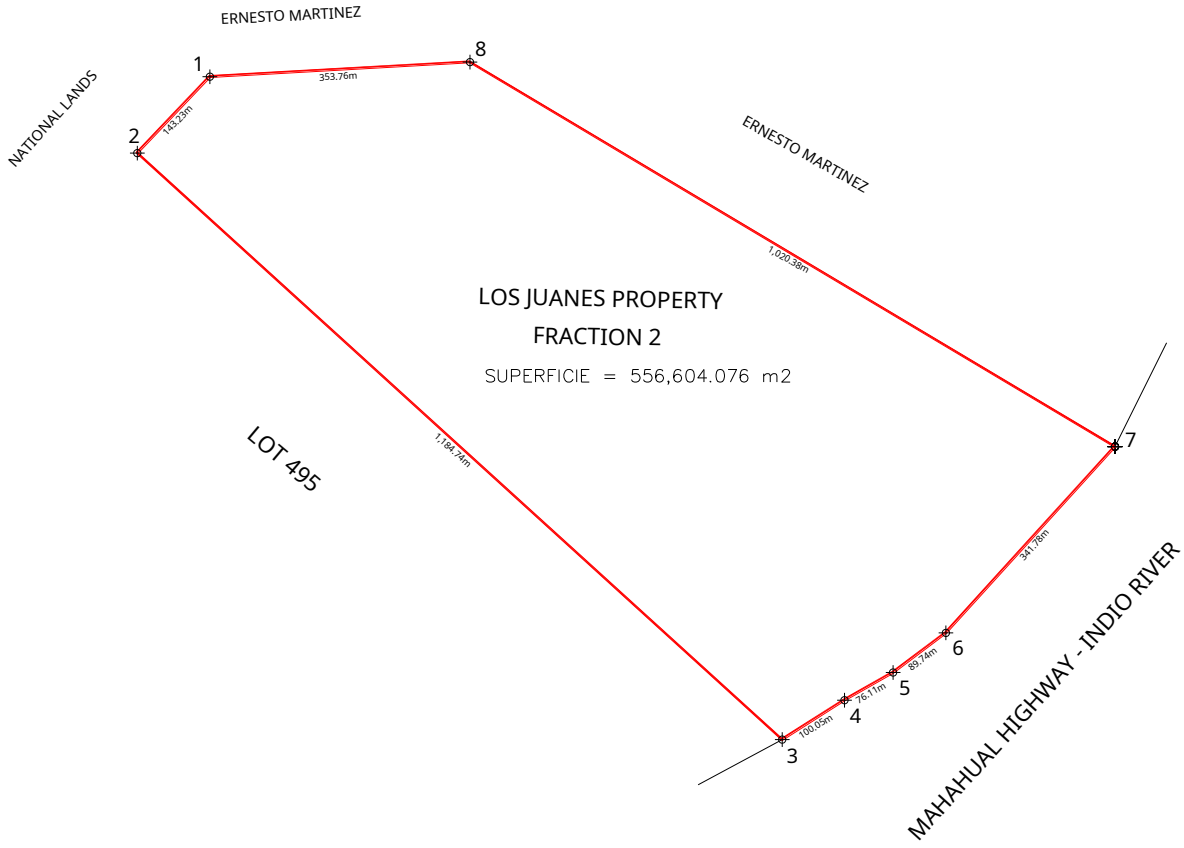 ERNESTO MARTINEZ
8
1
353.76m
NATIONAL LANDS
143.23m
2
ERNESTO MARTINEZ
1,020.38m
LOS JUANES PROPERTY
FRACTION 2
SUPERFICIE = 556,604.076 m2
7
1,184.74m
LOT 495
341.78m
6
89.74m
5
76.11m
4
100.05m
3
MAHAHUAL HIGHWAY - INDIO RIVER